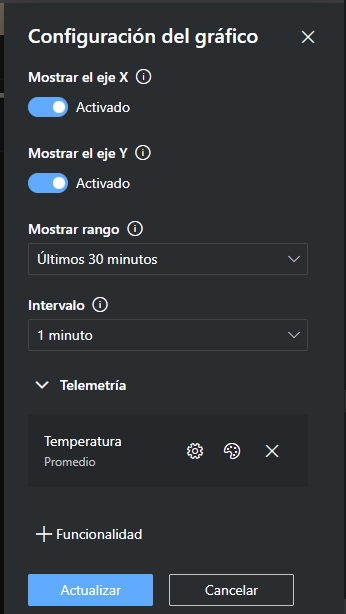 Configuración del gráfico
Mostrar el eje X
Activado
Mostrar el eje Y
Activado
Mostrar rango
Últimos 30 minutos
Intervalo
1 minuto
Telemetría
Temperatura
Promedio
Funcionalidad
Actualizar Cancelar